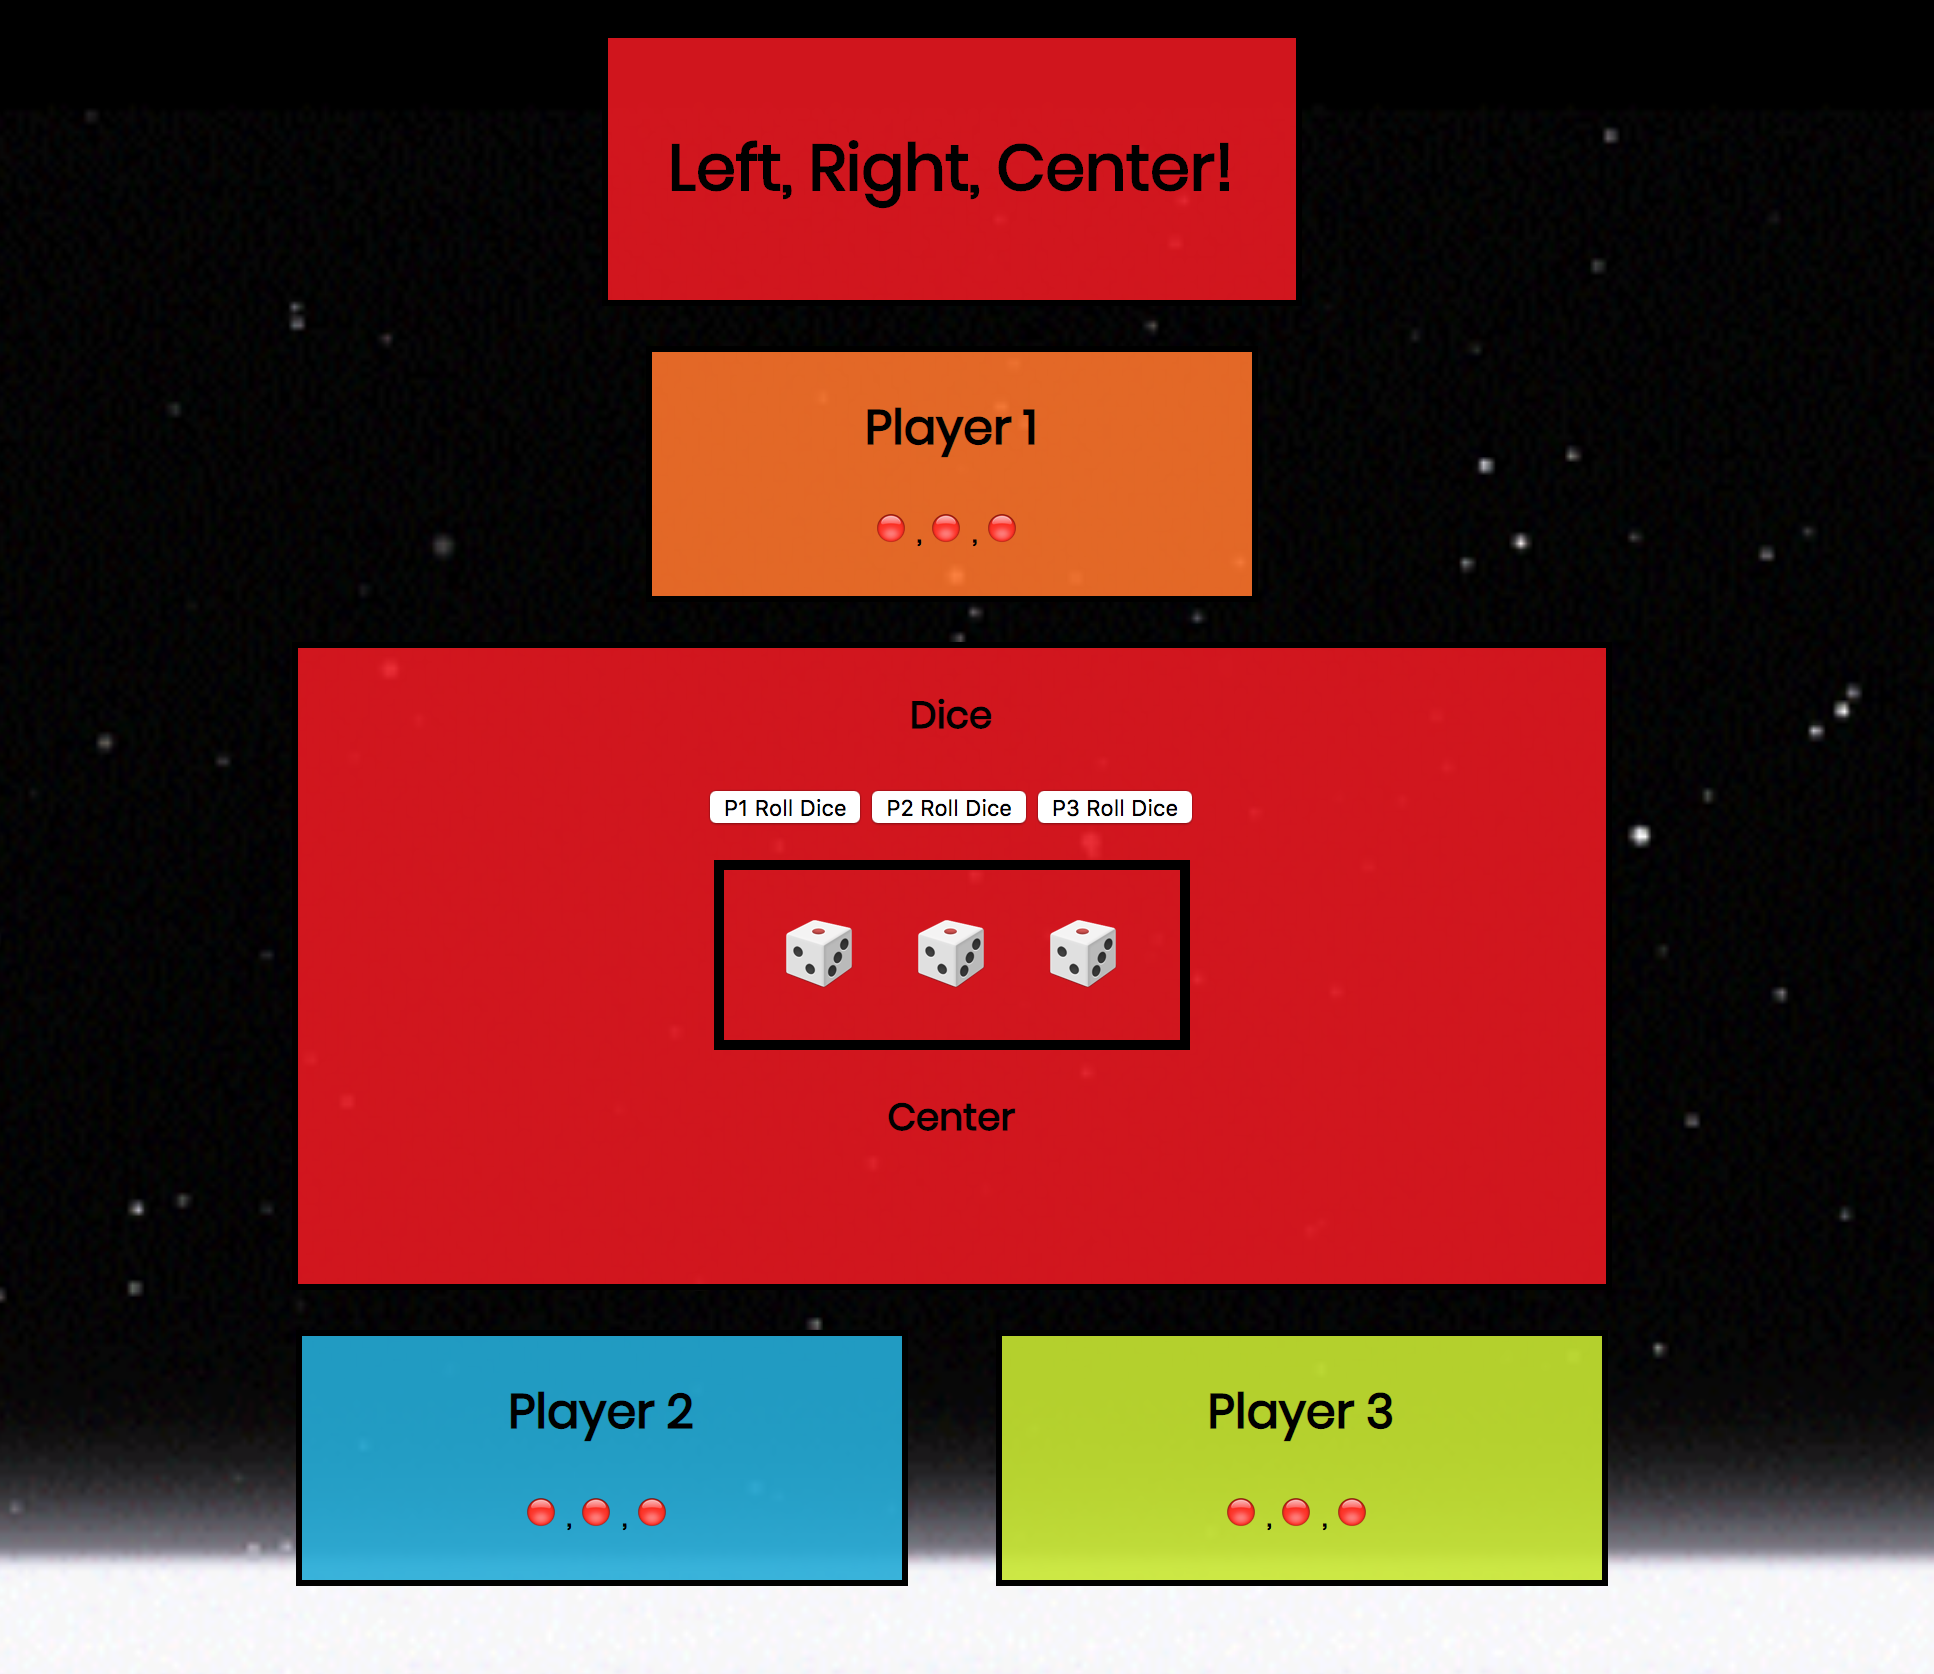 Left, Right, Center!
Player 1
, ,
Dice
P1 Roll Dice P2 Roll Dice P3 Roll Dice
Center
Player 2 Player 3
, , , ,